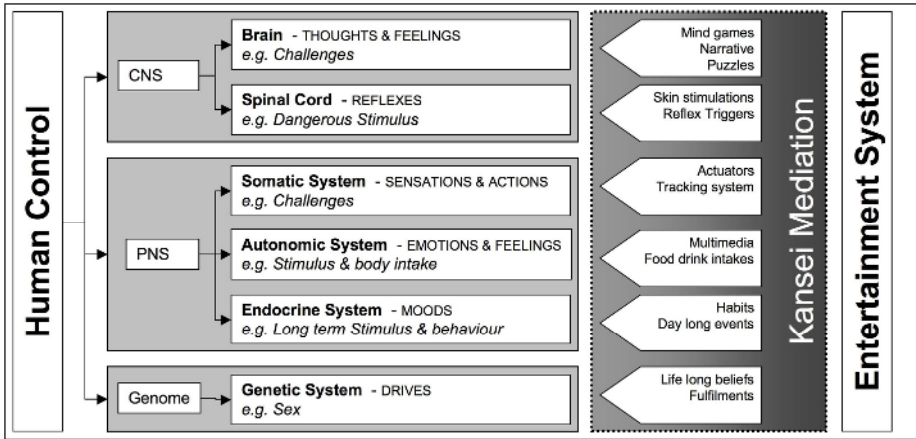 Human Control
CNS
Brain - THOUGHTS & FEELINGS
e.g. Challenges
Spinal Cord - REFLEXES
e.g. Dangerous Stimulus
PNS
Somatic System - SENSATIONS & ACTIONS
e.g. Challenges
Autonomic System - EMOTIONS & FEELINGS
e.g. Stimulus & body intake
Endocrine System - MOODS
e.g. Long term Stimulus & behaviour
Genome
Genetic System - DRIVES
e.g. Sex
Mind games
Narrative
Puzzles
Skin stimulations
Reflex Triggers
Actuators
Tracking system
Multimedia
Food drink intakes
Habits
Day long events
Life long beliefs
Fulfilments
Kansei Mediation
Entertainment System